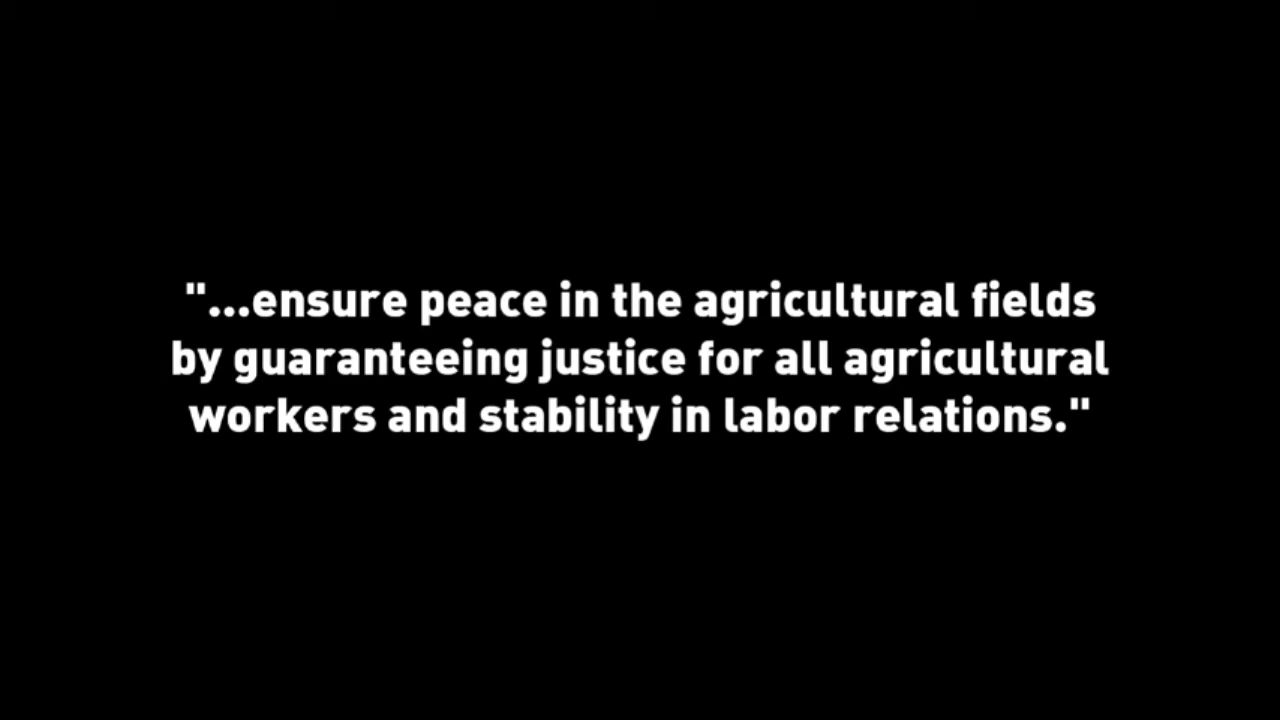 "...ensure peace in the agricultural fields
by guaranteeing justice for all agricultural
workers and stability in labor relations."